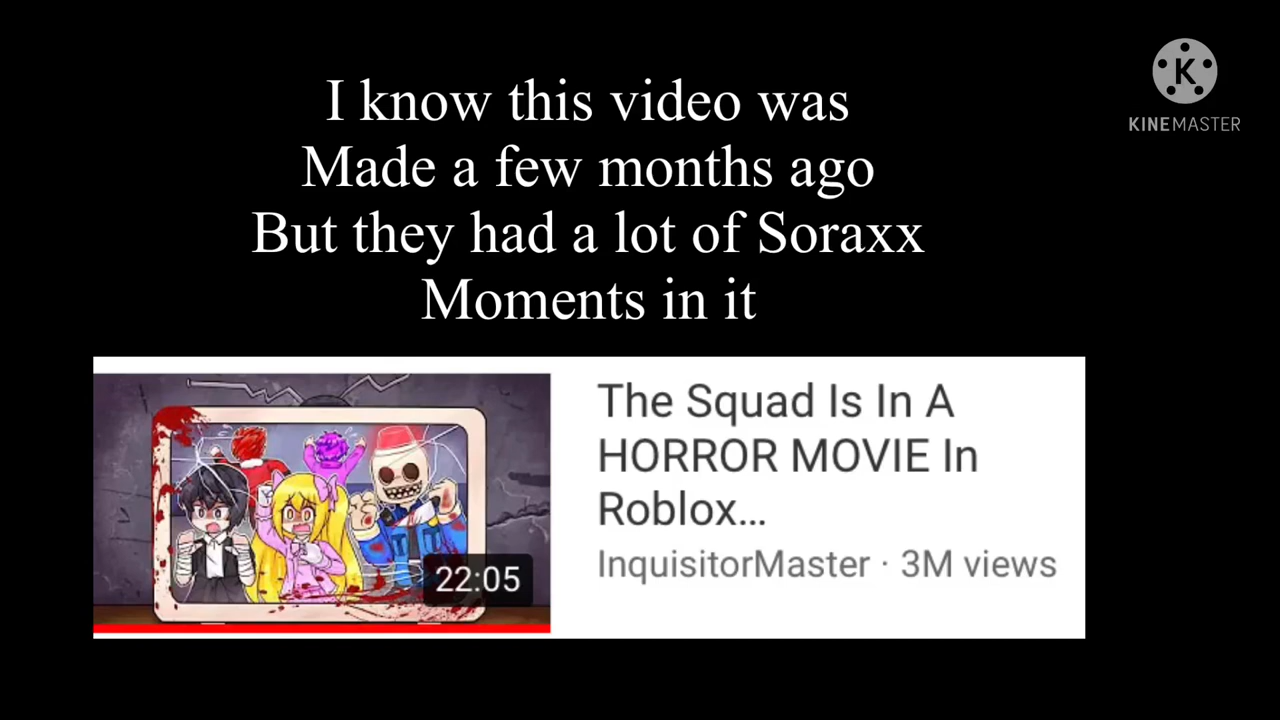 I know this video was
Made a few months ago
But they had a lot of Soraxx
Moments in it
K
KINEMASTER
The Squad Is In A
HORROR MOVIE In
Roblox...
InquisitorMaster · 3M views
22:05